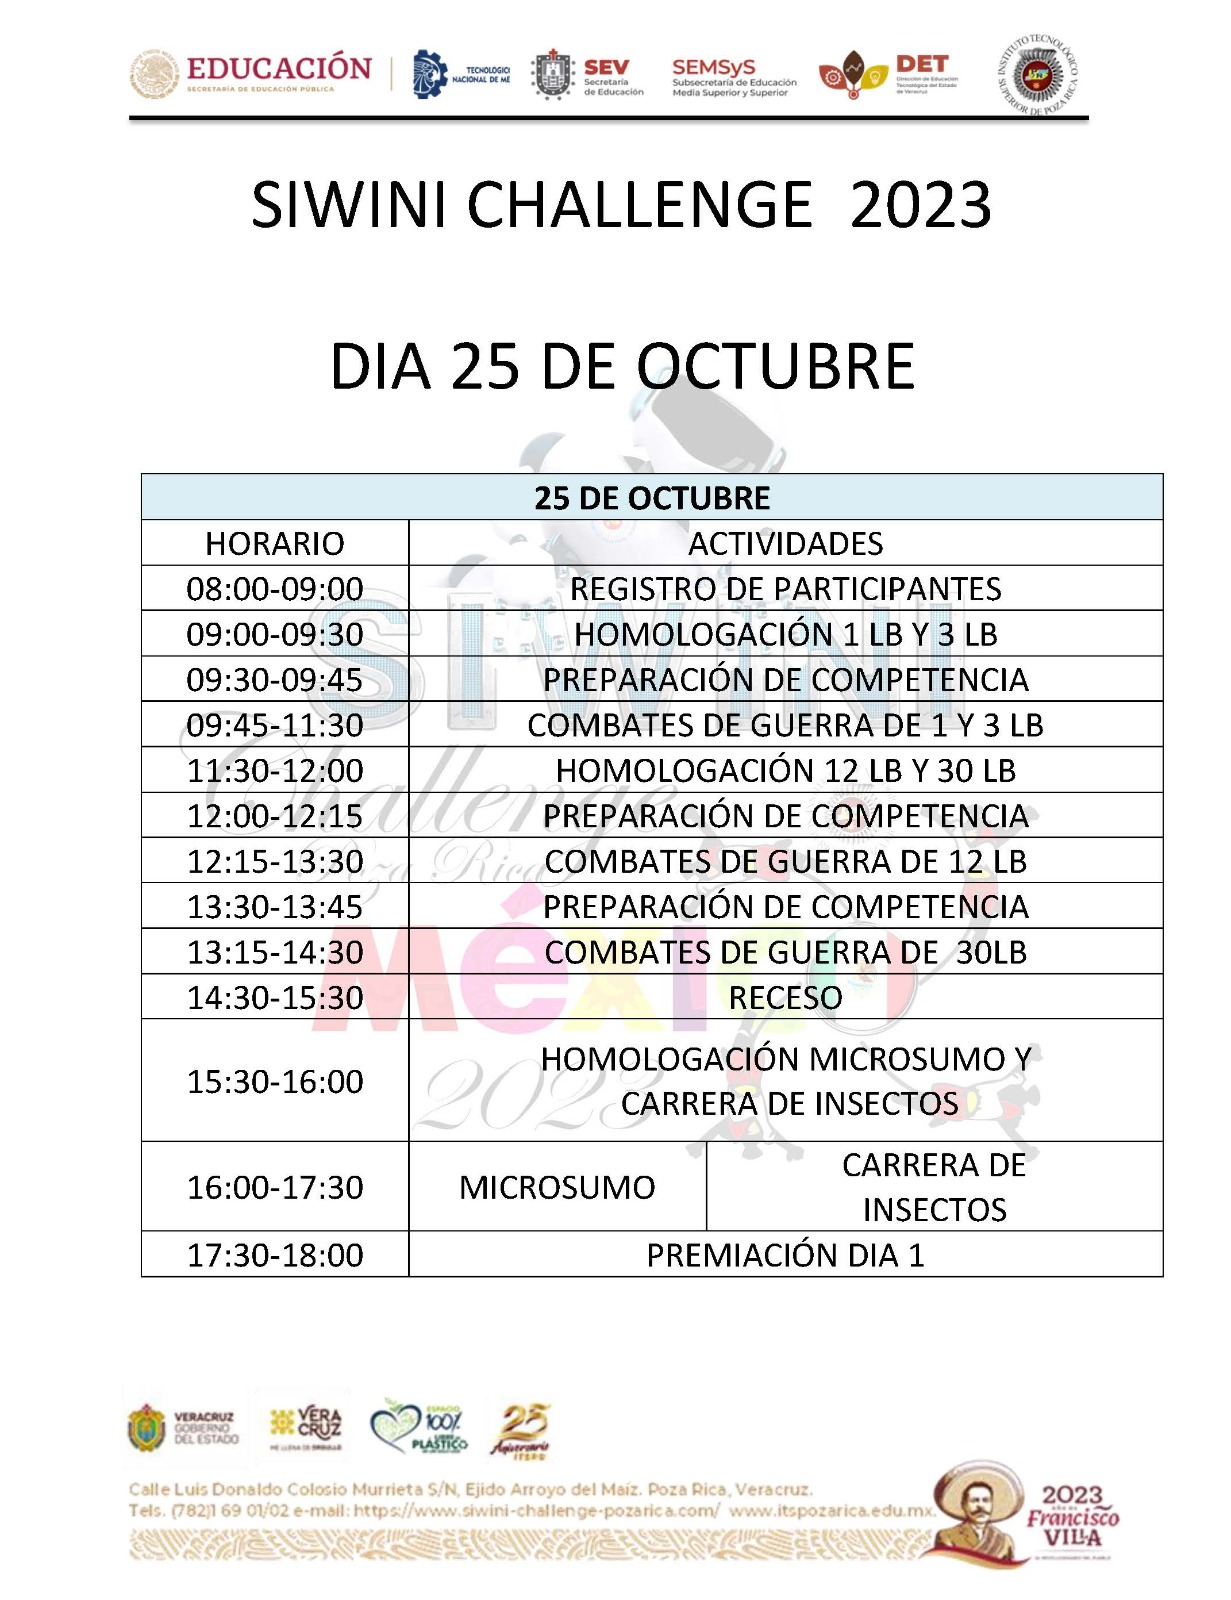 EDUCACIÓN
SECRETARÍA DE EDUCACIÓN PÚBLICA
TECNOLÓGICO
NACIONAL DE MÉ
SEV
Secretaría
de Educación
SEMSyS
Subsecretaría de Educación
Media Superior y Superior
DET
Dirección de Educación
Tecnológica del Estado
de Veracruz
INSTITUTO TECNOLÓGICO
SUPERIOR DE POZA RICA
SIWINI CHALLENGE 2023
DIA 25 DE OCTUBRE
25 DE OCTUBRE
HORARIO ACTIVIDADES
08:00-09:00 REGISTRO DE PARTICIPANTES
09:00-09:30 HOMOLOGACIÓN 1 LB Y 3 LB
09:30-09:45 PREPARACIÓN DE COMPETENCIA
09:45-11:30 COMBATES DE GUERRA DE 1 Y 3 LB
11:30-12:00 HOMOLOGACIÓN 12 LB Y 30 LB
12:00-12:15 PREPARACIÓN DE COMPETENCIA
12:15-13:30 COMBATES DE GUERRA DE 12 LB
13:30-13:45 PREPARACIÓN DE COMPETENCIA
13:15-14:30 COMBATES DE GUERRA DE 30LB
14:30-15:30 RECESO
15:30-16:00 HOMOLOGACIÓN MICROSUMO Y
CARRERA DE INSECTOS
16:00-17:30 MICROSUMO CARRERA DE
INSECTOS
17:30-18:00 PREMIACIÓN DIA 1
SIWINI
Challenge
Poza Rica
México
2023
VERACRUZ
GOBIERNO
DEL ESTADO
VERA
CRUZ
ME LLENA DE ORGULLO
ESPACIO
100%
PLÁSTICO
25
Aniversario
ITSPR
Calle Luis Donaldo Colosio Murrieta S/N, Ejido Arroyo del Maíz. Poza Rica, Veracruz.
Tels. (782)1 69 01/02 e-mail: https://www.siwini-challenge-pozarica.com/ www.itspozarica.edu.mx.
2023
Francisco
VILLA